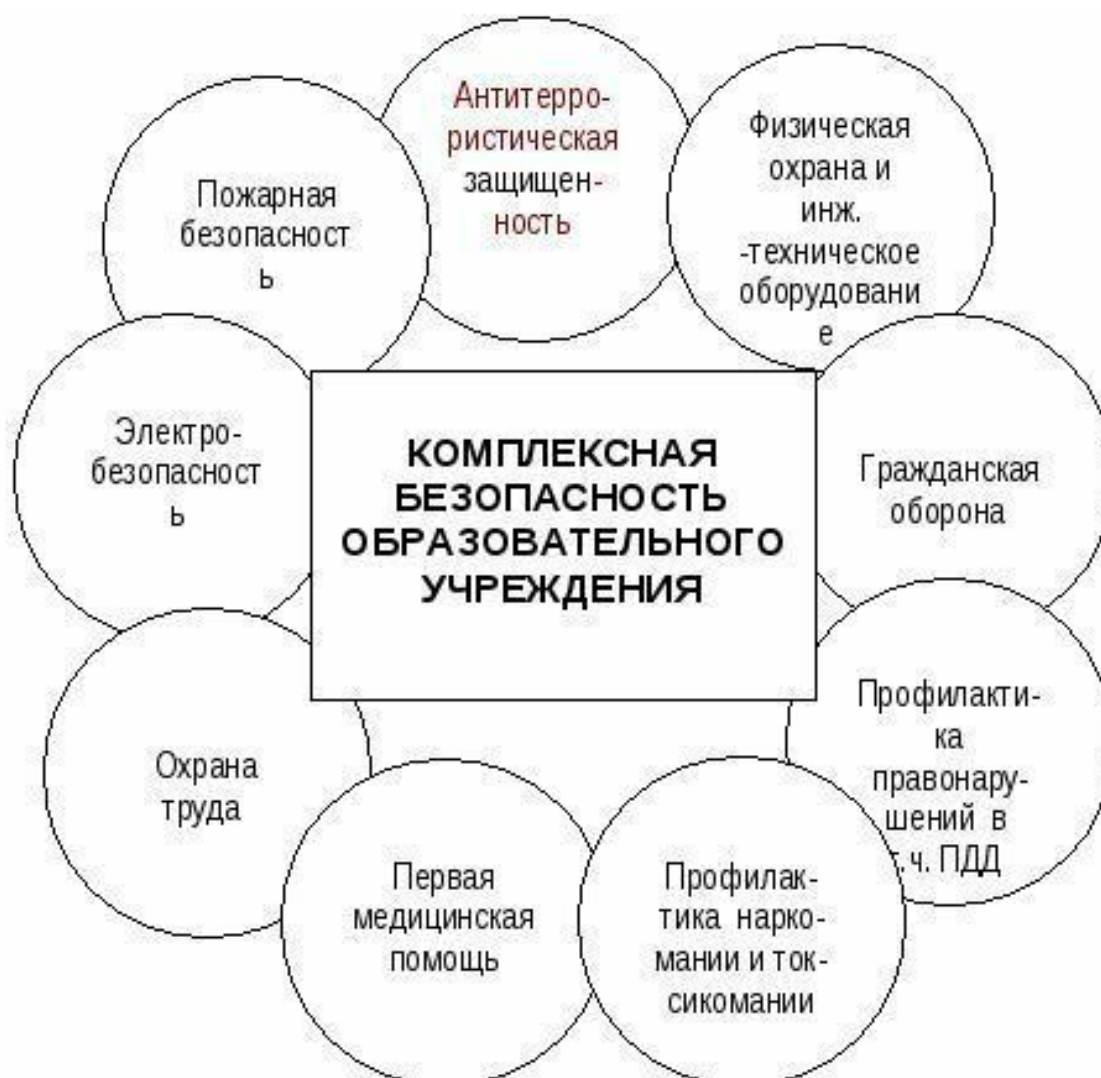 Антитерро-
ристическая
защищен-
ность
Физическая
охрана и
инж.
-техническое
оборудовани
е
Пожарная
безопасност
ь
Электро-
безопасност
ь
КОМПЛЕКСНАЯ
БЕЗОПАСНОСТЬ
ОБРАЗОВАТЕЛЬНОГО
УЧРЕЖДЕНИЯ
Гражданская
оборона
Профилакти-
ка
правонару-
шений в
т.ч. ПДД
Охрана
труда
Первая
медицинская
помощь
Профилак-
тика нарко-
мании и ток-
сикомании